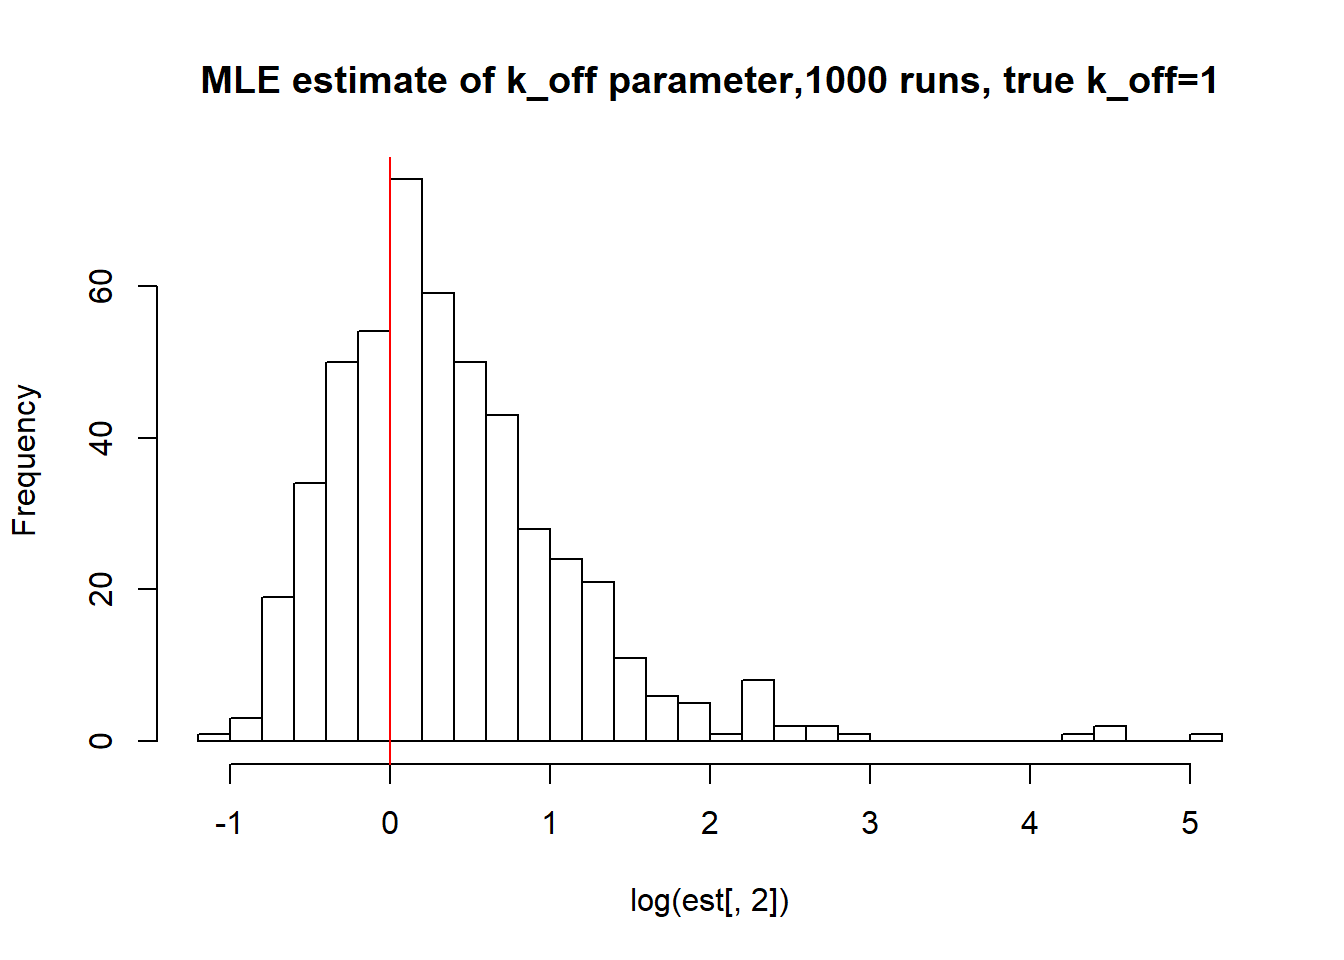 MLE estimate of k_off parameter,1000 runs, true k_off=1
Frequency
60
40
20
0
-1 0 1 2 3 4 5
log(est[, 2])